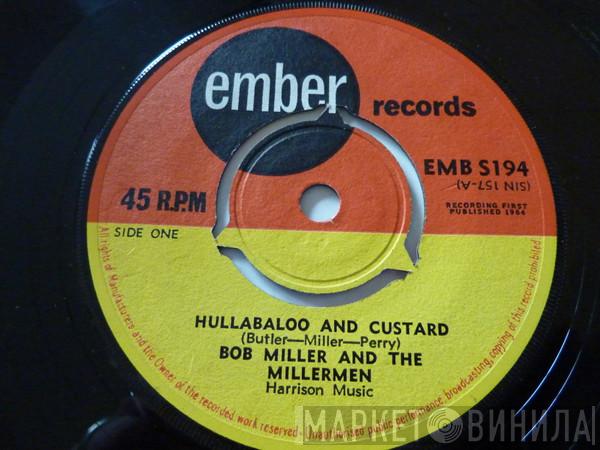 ember records
EMB S194
(SIN 157-A)
45 R.P.M
RECORDING FIRST
PUBLISHED 1964
SIDE ONE
HULLABALOO AND CUSTARD
(Butler—Miller—Perry)
BOB MILLER AND THE
MILLERMEN
Harrison Music
All rights of the Manufacturers and the Owner of the recorded work reserved - Unauthorised public performance broadcasting, copying of this record prohibited
МАРКЕТ ВИНИЛА